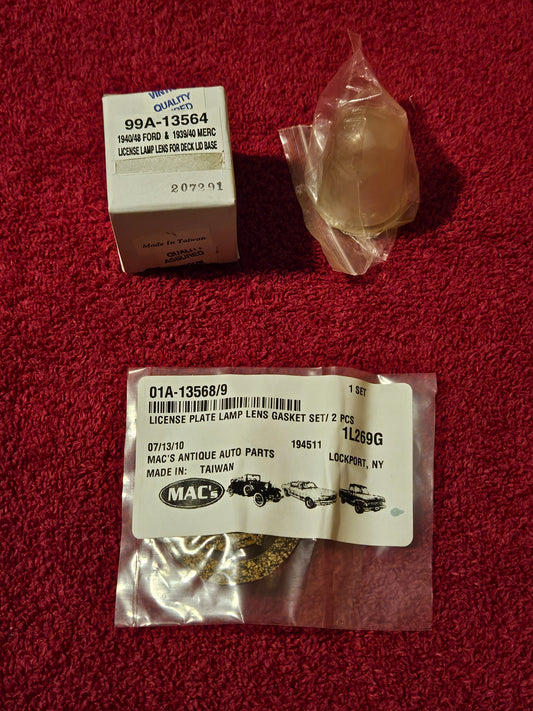 QUALITY
99A-13564
1940/48 FORD & 1939/40 MERC
LICENSE LAMP LENS FOR DECK LID BASE
207291
Made In Taiwan
QUALITY
ASSURED
01A-13568/9
1 SET
LICENSE PLATE LAMP LENS GASKET SET/ 2 PCS
1L269G
07/13/10
194511
MAC'S ANTIQUE AUTO PARTS
LOCKPORT, NY
MADE IN: TAIWAN
MAC's